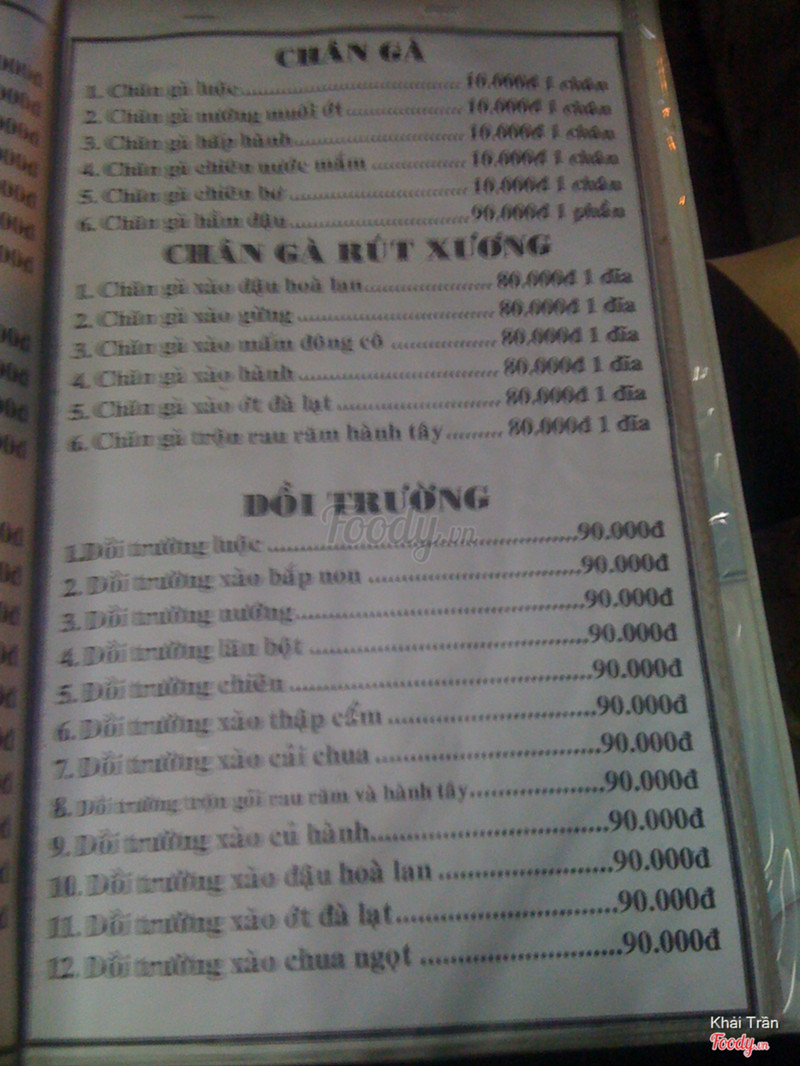 CHÂN GÀ
1. Chân gà luộc........ 10.000đ 1 chân
2. Chân gà nướng muối ớt ........ 10.000đ 1 chân
3. Chân gà hấp hành........ 10.000đ 1 chân
4. Chân gà chiên nước mắm ........ 10.000đ 1 chân
5. Chân gà chiên bơ ........ 10.000đ 1 chân
6. Chân gà hầm đậu........ 90.000đ 1 phần
CHÂN GÀ RÚT XƯƠNG
1. Chân gà xào đậu hoà lan........ 80.000đ 1 dĩa
2. Chân gà xào gừng ........ 80.000đ 1 dĩa
3. Chân gà xào nấm đông cô ........ 80.000đ 1 dĩa
4. Chân gà xào hành........ 80.000đ 1 dĩa
5. Chân gà xào ớt đà lạt ........ 80.000đ 1 dĩa
6. Chân gà trộn rau răm hành tây........ 80.000đ 1 dĩa
DỒI TRƯỜNG
1.Dồi trường luộc ........90.000đ
2. Dồi trường xào bắp non ........90.000đ
3. Dồi trường nướng........90.000đ
4. Dồi trường lăn bột ........90.000đ
5. Dồi trường chiên ........90.000đ
6. Dồi trường xào thập cẩm ........90.000đ
7. Dồi trường xào cải chua ........90.000đ
8. Dồi trường trộn gỏi rau răm và hành tây........90.000đ
9. Dồi trường xào củ hành........90.000đ
10. Dồi trường xào đậu hoà lan ........90.000đ
11. Dồi trường xào ớt đà lạt........90.000đ
12. Dồi trường xào chua ngọt ........90.000đ
Foody.vn
Khải Trần
Foody.vn